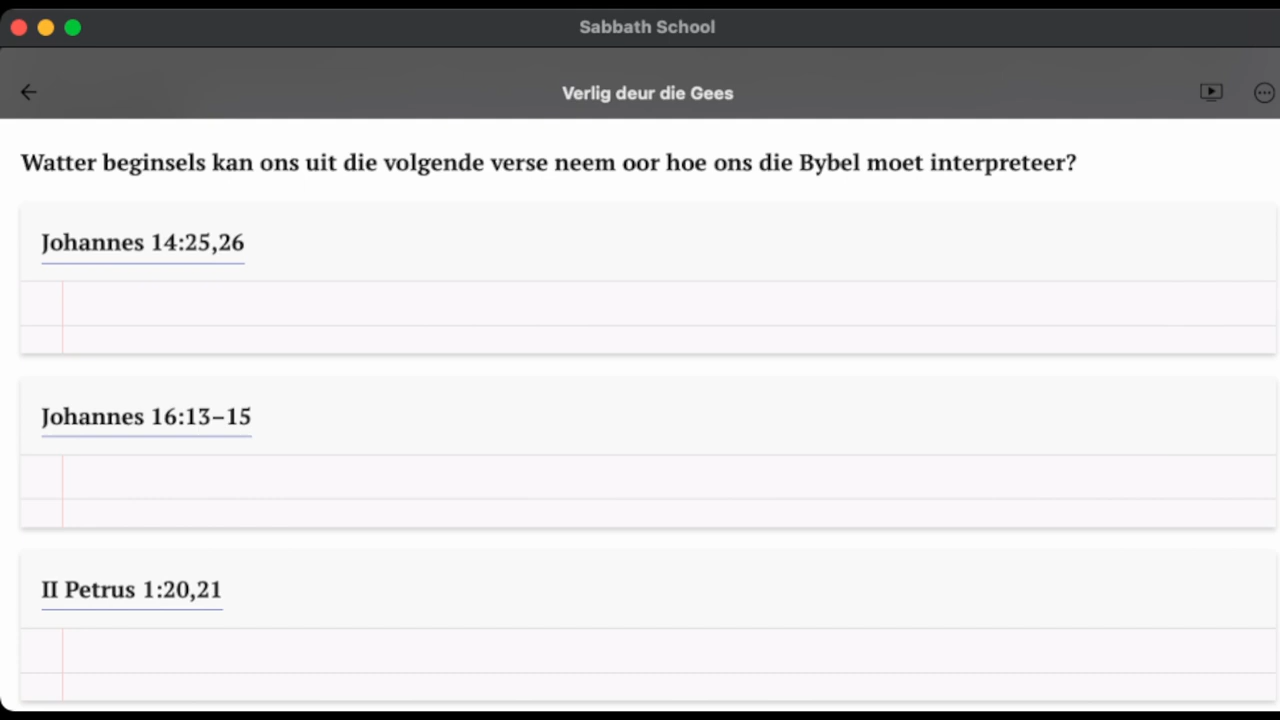 Sabbath School
Verlig deur die Gees
Watter beginsels kan ons uit die volgende verse neem oor hoe ons die Bybel moet interpreteer?
Johannes 14:25,26
Johannes 16:13–15
II Petrus 1:20,21